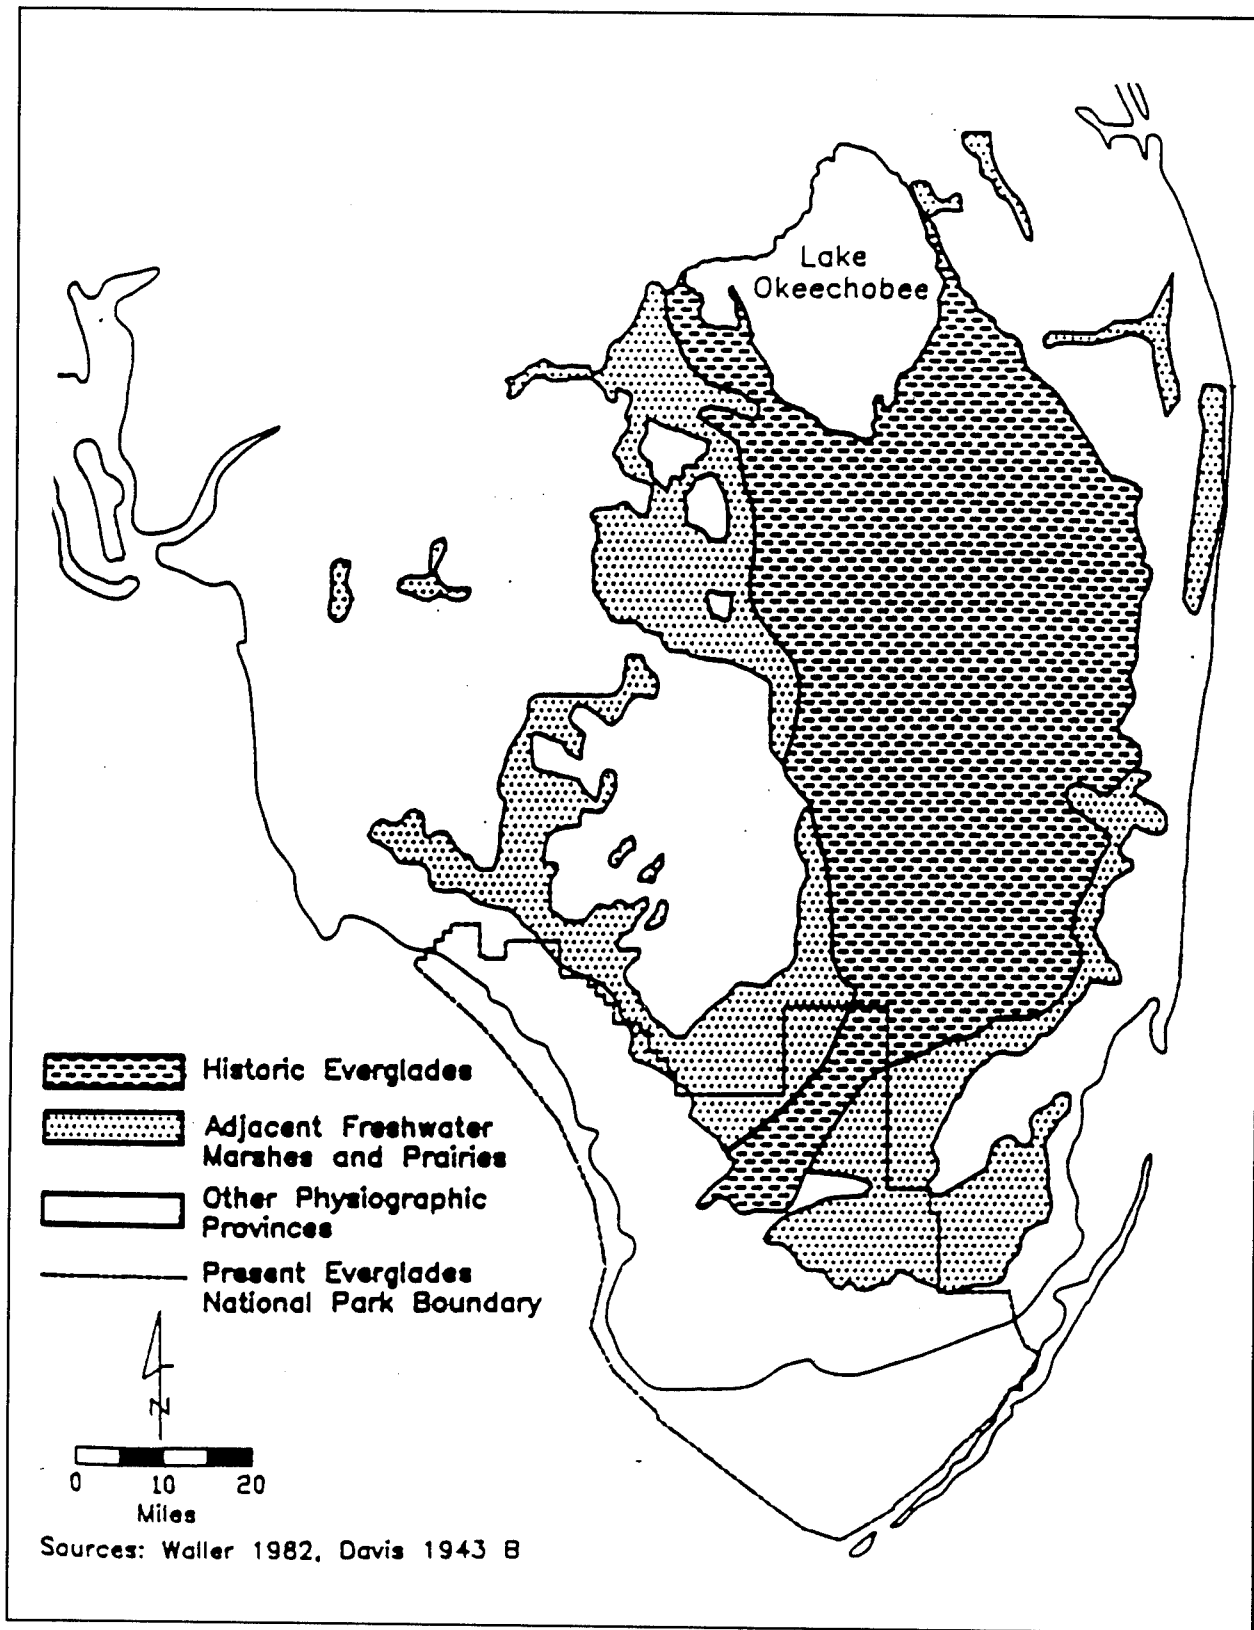 Lake
Okeechobee
Historic Everglades
Adjacent Freshwater
Marshes and Prairies
Other Physiographic
Provinces
Present Everglades
National Park Boundary
N
0 10 20
Miles
Sources: Waller 1982, Davis 1943 B